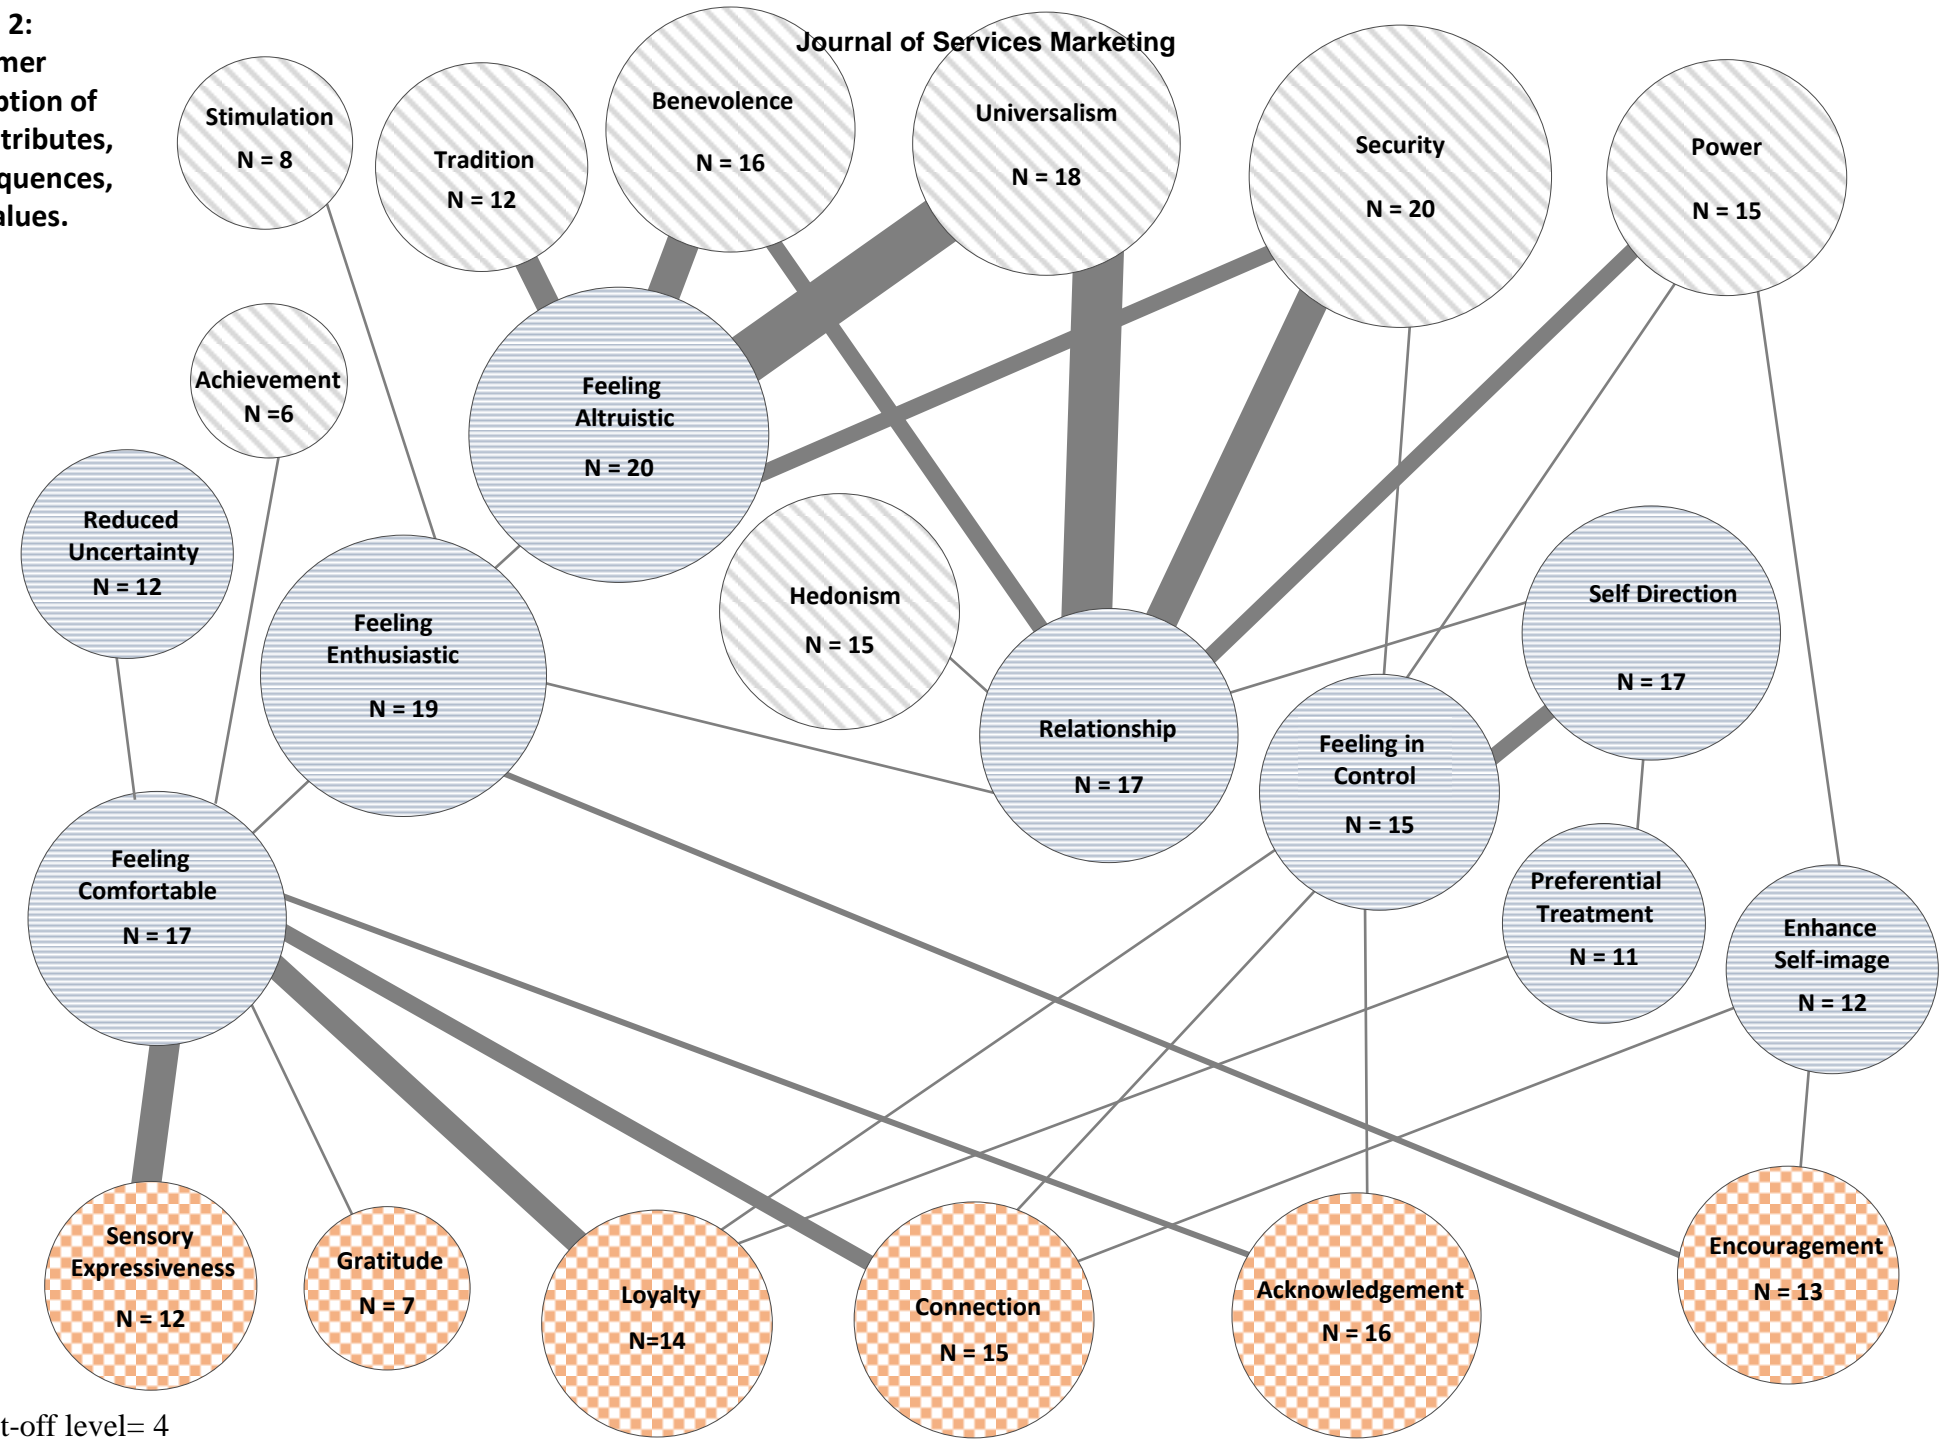 2:
mer
ption of
tributes,
quences,
alues.
Journal of Services Marketing
Stimulation
N = 8
Tradition
N = 12
Benevolence
N = 16
Universalism
N = 18
Security
N = 20
Power
N = 15
Achievement
N =6
Feeling
Altruistic
N = 20
Reduced
Uncertainty
N = 12
Feeling
Enthusiastic
N = 19
Hedonism
N = 15
Self Direction
N = 17
Relationship
N = 17
Feeling in
Control
N = 15
Feeling
Comfortable
N = 17
Preferential
Treatment
N = 11
Enhance
Self-image
N = 12
Sensory
Expressiveness
N = 12
Gratitude
N = 7
Loyalty
N=14
Connection
N = 15
Acknowledgement
N = 16
Encouragement
N = 13
t-off level= 4